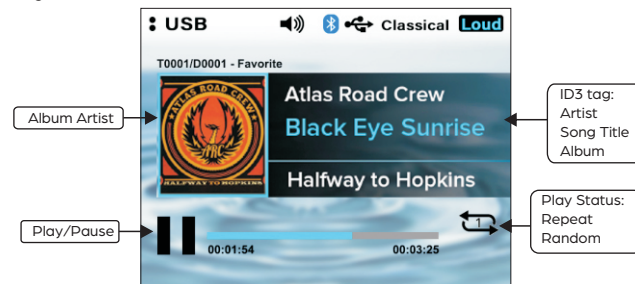 USB
Classical Loud
T0001/D0001 - Favorite
ATLAS ROAD CREW
ARC
HALFWAY TO HOPKINS
Atlas Road Crew
Black Eye Sunrise
Halfway to Hopkins
1
00:01:54
00:03:25
Album Artist
Play/Pause
ID3 tag:
Artist
Song Title
Album
Play Status:
Repeat
Random